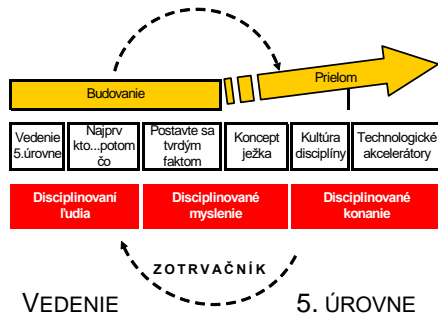 Prielom
Budovanie
Vedenie
5.úrovne
Najprv
kto...potom
čo
Postavte sa
tvrdým
faktom
Koncept
ježka
Kultúra
disciplíny
Technologické
akcelerátory
Disciplinovaní
ľudia
Disciplinované
myslenie
Disciplinované
konanie
ZOTRVAČNÍK
VEDENIE 5. ÚROVNE